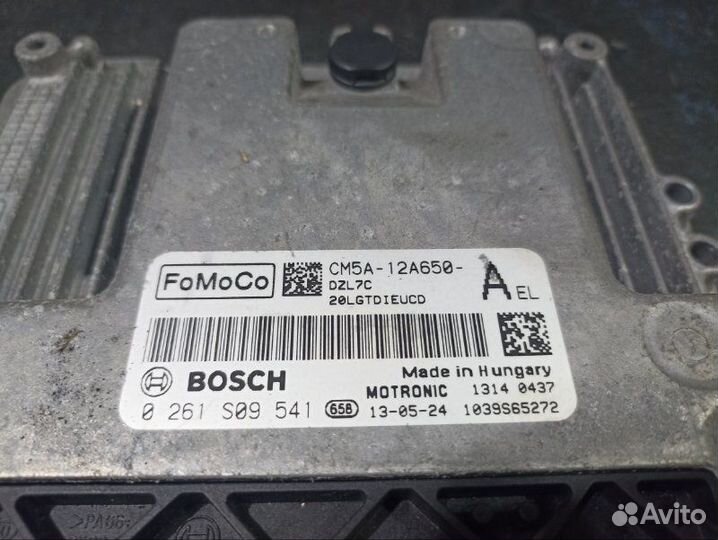 FoMoCo
CM5A-12A650-
DZL7C
20LGTDIEUCD
A EL
BOSCH
Made in Hungary
MOTRONIC 1314 0437
0 261 S09 541 658 13-05-24 1039S65272
>PA66-
Avito